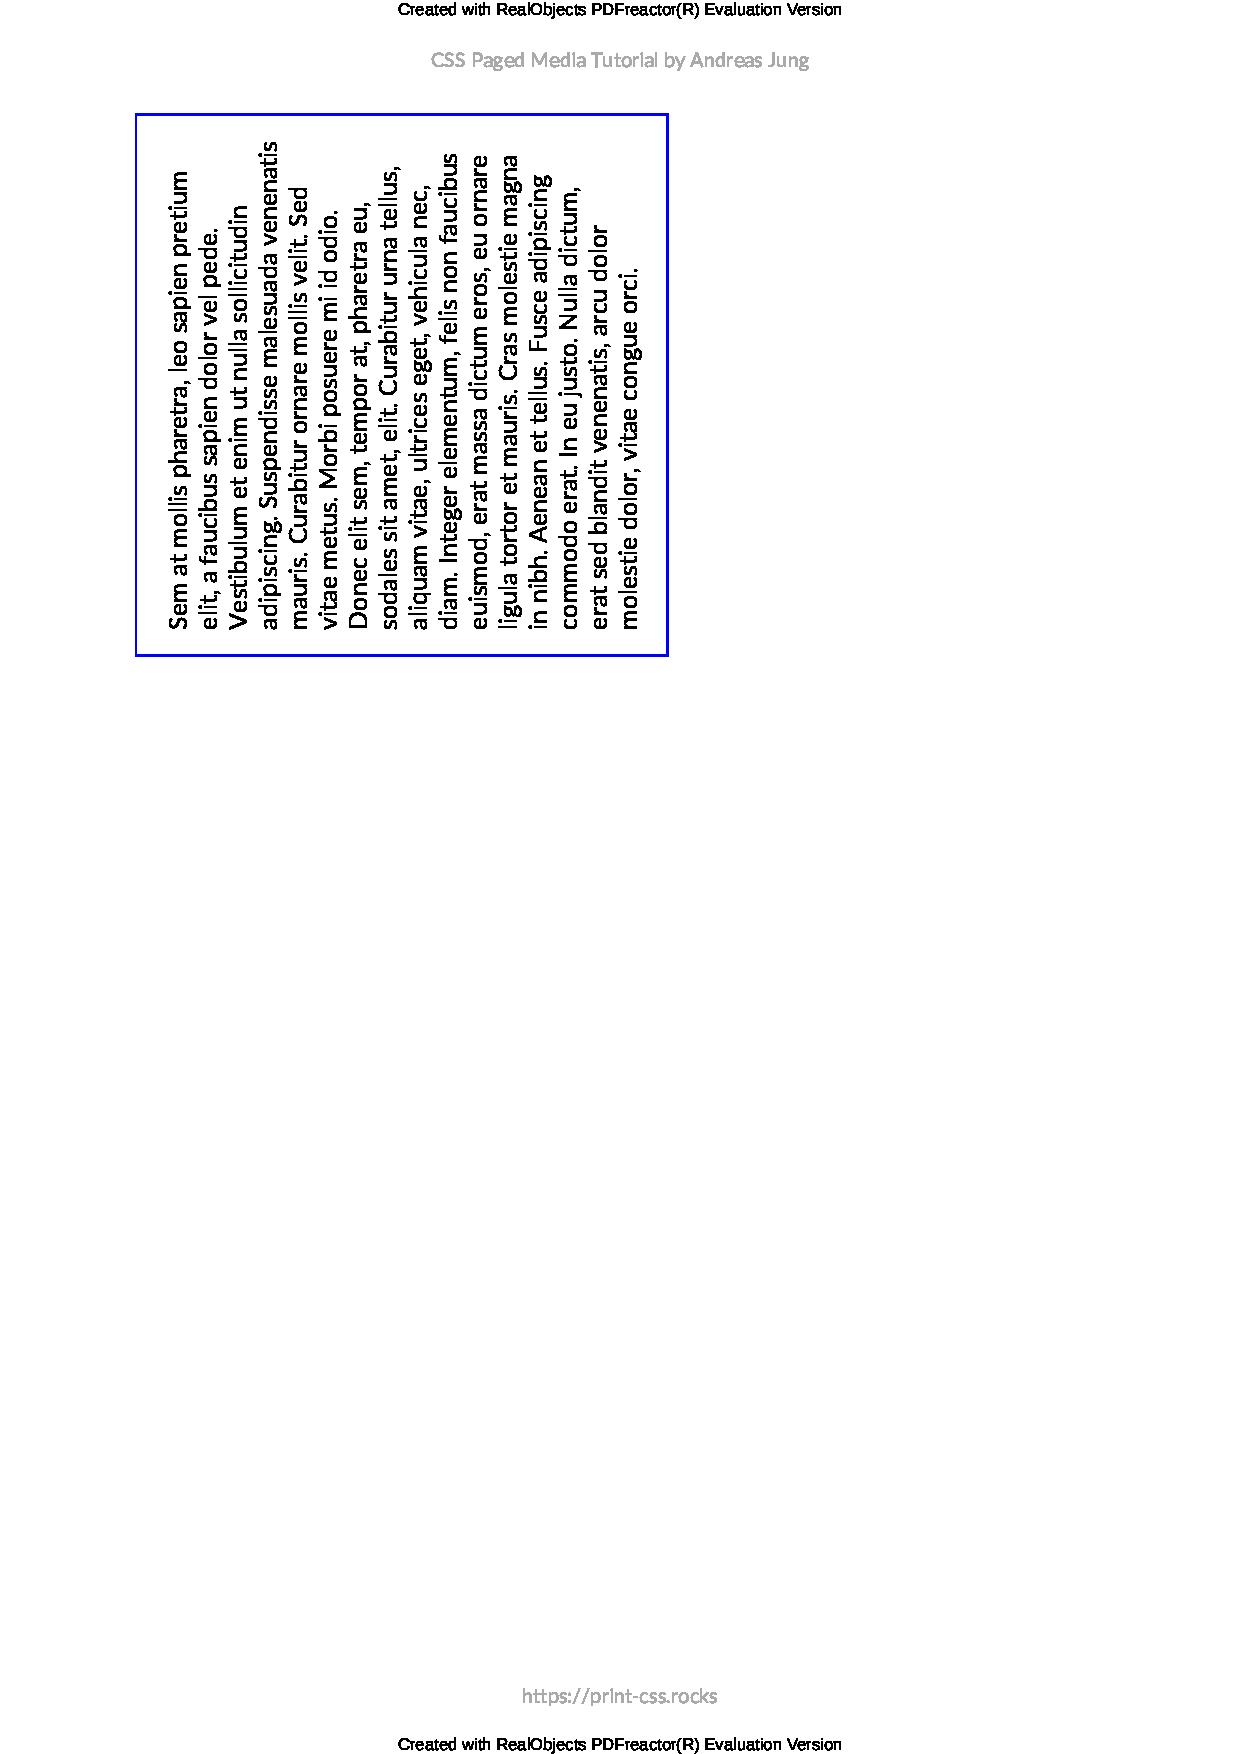 Created with RealObjects PDFreactor(R) Evaluation Version
CSS Paged Media Tutorial by Andreas Jung
Sem at mollis pharetra, leo sapien pretium
elit, a faucibus sapien dolor vel pede.
Vestibulum et enim ut nulla sollicitudin
adipiscing. Suspendisse malesuada venenatis
mauris. Curabitur ornare mollis velit. Sed
vitae metus. Morbi posuere mi id odio.
Donec elit sem, tempor at, pharetra eu,
sodales sit amet, elit. Curabitur urna tellus,
aliquam vitae, ultrices eget, vehicula nec,
diam. Integer elementum, felis non faucibus
euismod, erat massa dictum eros, eu ornare
ligula tortor et mauris. Cras molestie magna
in nibh. Aenean et tellus. Fusce adipiscing
commodo erat. In eu justo. Nulla dictum,
erat sed blandit venenatis, arcu dolor
molestie dolor, vitae congue orci.
https://print-css.rocks
Created with RealObjects PDFreactor(R) Evaluation Version